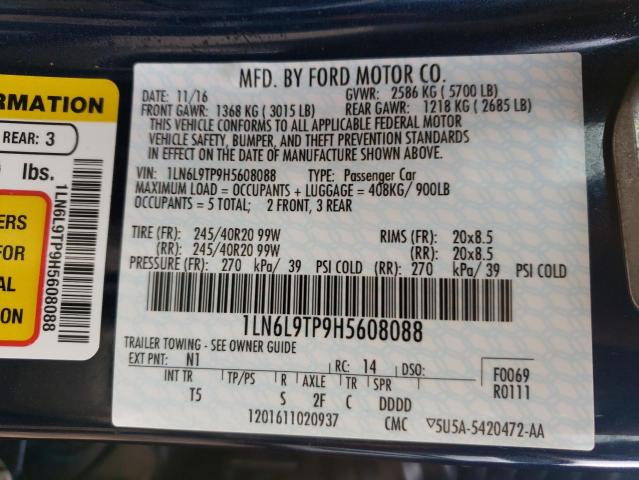 ORMATION
REAR: 3
lbs.
ERS
FOR
AL
ION
1LN6L9TP9H5608088
MFD. BY FORD MOTOR CO.
DATE: 11/16 GVWR: 2586 KG ( 5700 LB)
FRONT GAWR: 1368 KG ( 3015 LB) REAR GAWR: 1218 KG ( 2685 LB)
THIS VEHICLE CONFORMS TO ALL APPLICABLE FEDERAL MOTOR
VEHICLE SAFETY, BUMPER, AND THEFT PREVENTION STANDARDS
IN EFFECT ON THE DATE OF MANUFACTURE SHOWN ABOVE.
VIN: 1LN6L9TP9H5608088 TYPE: Passenger Car
MAXIMUM LOAD = OCCUPANTS + LUGGAGE = 408KG/ 900LB
OCCUPANTS = 5 TOTAL; 2 FRONT, 3 REAR
TIRE (FR): 245/40R20 99W RIMS (FR): 20x8.5
(RR): 245/40R20 99W (RR): 20x8.5
PRESSURE (FR): 270 kPa/ 39 PSI COLD (RR): 270 kPa/ 39 PSI COLD
1LN6L9TP9H5608088
TRAILER TOWING - SEE OWNER GUIDE
EXT PNT: N1 RC: 14 DSO: F0069
INT TR TP/PS R AXLE TR SPR R0111
T5 S 2F C DDDD
1201611020937 CMC ▽5U5A-5420472-AA